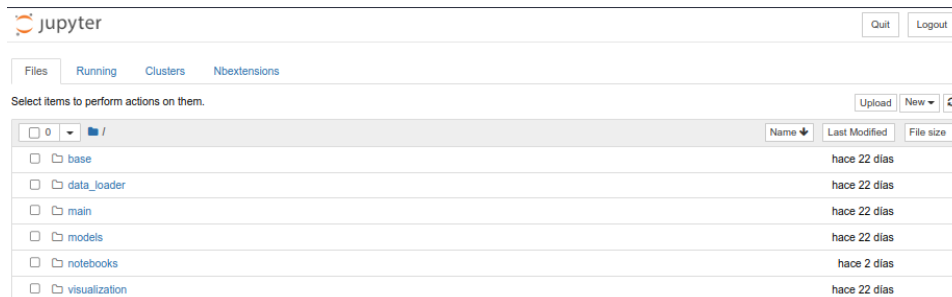 jupyter
Quit Logout
Files Running Clusters Nbextensions
Select items to perform actions on them.
Upload New
0 /
Name Last Modified File size
base hace 22 días
data_loader hace 22 días
main hace 22 días
models hace 22 días
notebooks hace 2 días
visualization hace 22 días